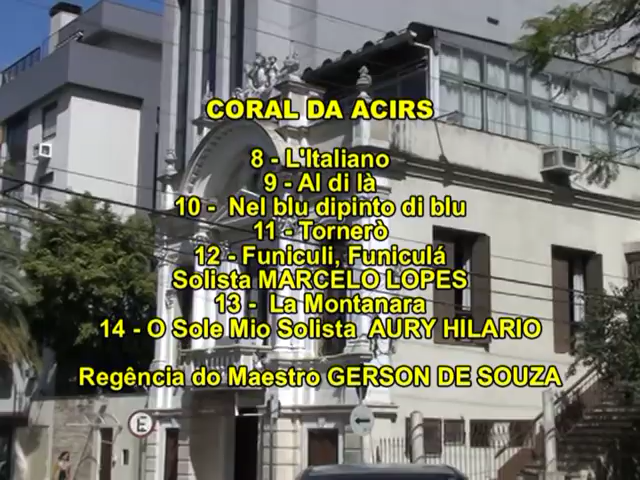 CORAL DA ACIRS
8 - L'Italiano
9 - Al di là
10 - Nel blu dipinto di blu
11 - Tornerò
12 - Funiculi, Funiculá
Solista MARCELO LOPES
13 - La Montanara
14 - O Sole Mio Solista AURY HILARIO
Regência do Maestro GERSON DE SOUZA
E